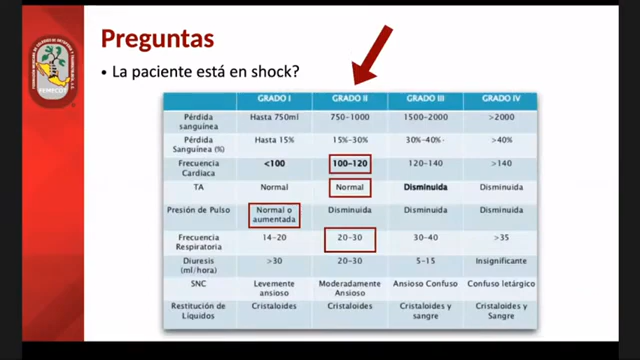 Preguntas
• La paciente está en shock?
GRADO I GRADO II GRADO III GRADO IV
Pérdida sanguínea Hasta 750ml 750-1000 1500-2000 >2000
Pérdida Sanguínea (%) Hasta 15% 15%-30% 30%-40% >40%
Frecuencia Cardiaca <100 100-120 120-140 >140
TA Normal Normal Disminuida Disminuida
Presión de Pulso Normal o aumentada Disminuida Disminuida Disminuida
Frecuencia Respiratoria 14-20 20-30 30-40 >35
Diuresis (ml/hora) >30 20-30 5-15 Insignificante
SNC Levemente ansioso Moderadamente Ansioso Ansioso Confuso Confuso letárgico
Restitución de Líquidos Cristaloides Cristaloides Cristaloides y sangre Cristaloides y Sangre
FEMECOT